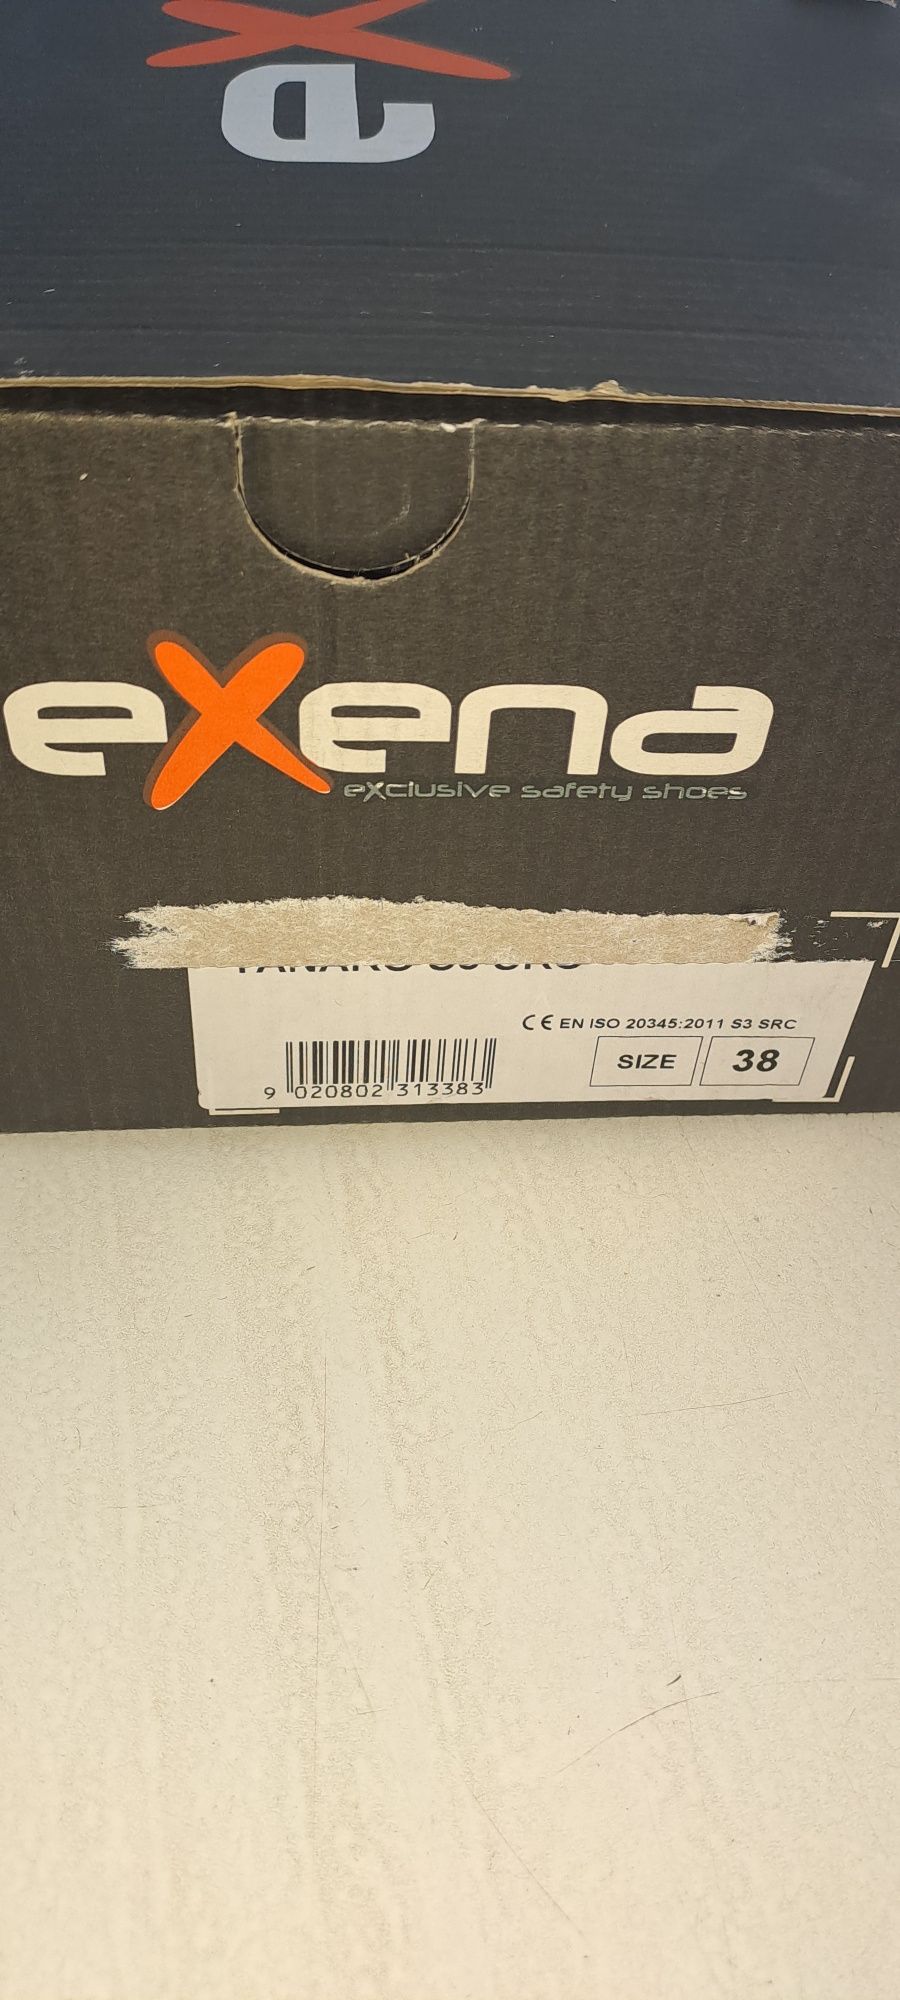 eXena
eXclusive safety shoes
CE EN ISO 20345:2011 S3 SRC
SIZE 38
9 020802 313383